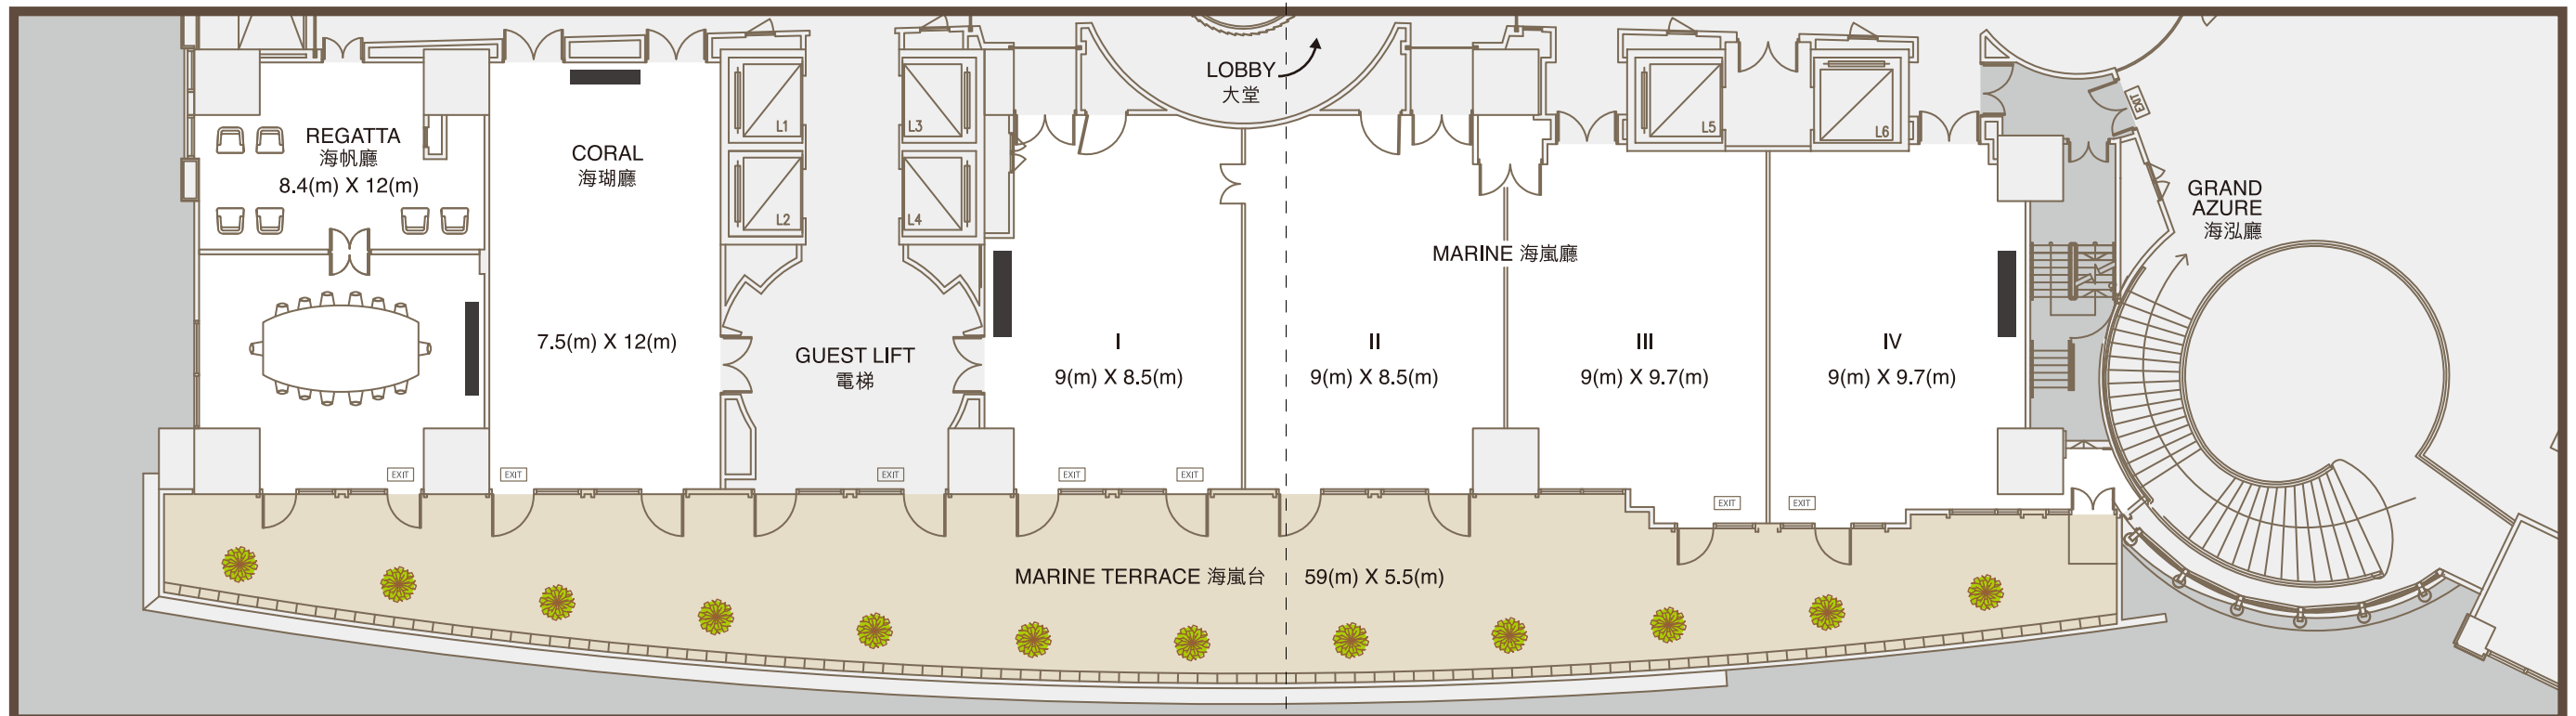 LOBBY
大堂
REGATTA
海帆廳
8.4(m) X 12(m)
CORAL
海瑚廳
7.5(m) X 12(m)
L1
L2
L3
L4
L5
L6
EXIT
GRAND
AZURE
海泓廳
MARINE 海嵐廳
GUEST LIFT
電梯
I
9(m) X 8.5(m)
II
9(m) X 8.5(m)
III
9(m) X 9.7(m)
IV
9(m) X 9.7(m)
EXIT
EXIT
EXIT
EXIT
EXIT
EXIT
EXIT
MARINE TERRACE 海嵐台 59(m) X 5.5(m)